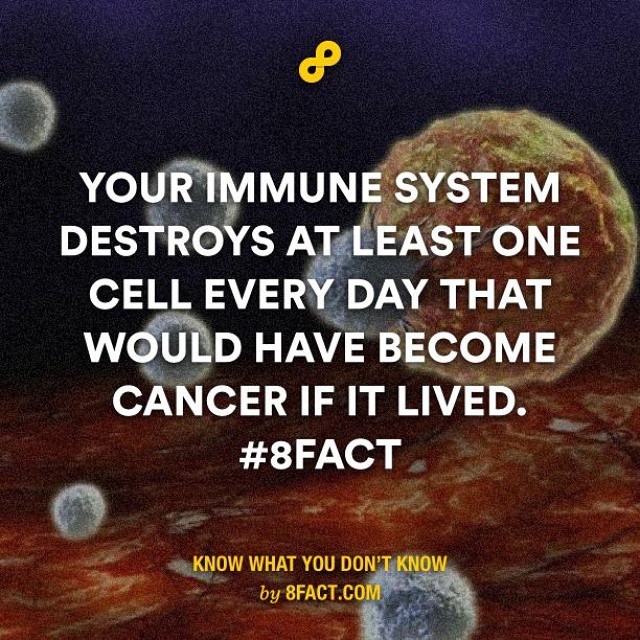 YOUR IMMUNE SYSTEM
DESTROYS AT LEAST ONE
CELL EVERY DAY THAT
WOULD HAVE BECOME
CANCER IF IT LIVED.
#8FACT
KNOW WHAT YOU DON'T KNOW
by 8FACT.COM